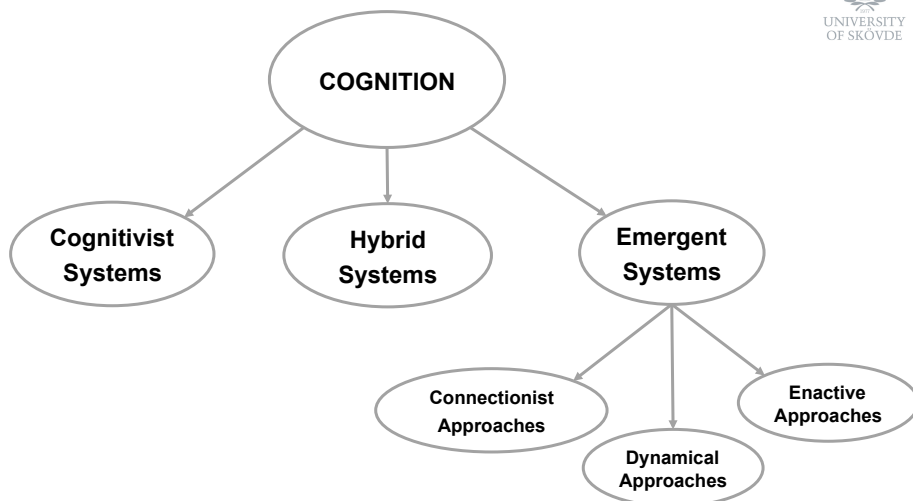 UNIVERSITY
OF SKÖVDE
COGNITION
Cognitivist
Systems
Hybrid
Systems
Emergent
Systems
Connectionist
Approaches
Dynamical
Approaches
Enactive
Approaches